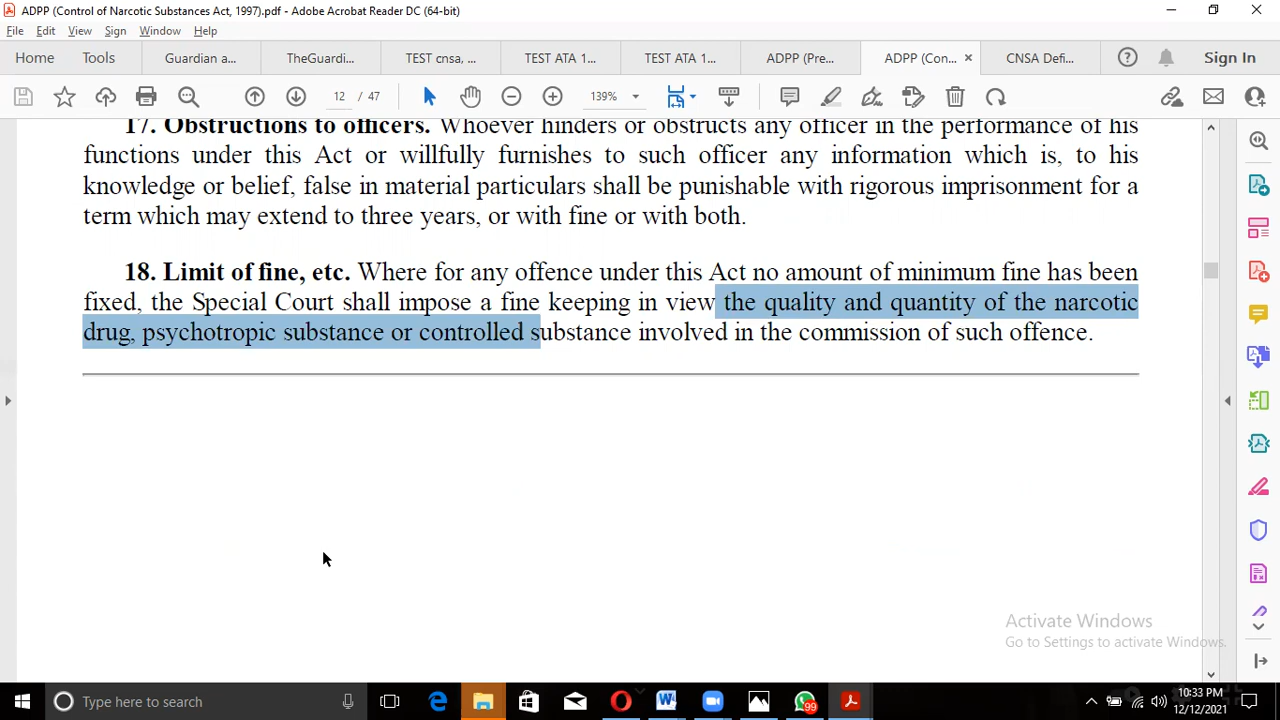 ADPP (Control of Narcotic Substances Act, 1997).pdf - Adobe Acrobat Reader DC (64-bit)
File Edit View Sign Window Help
Home Tools Guardian a... TheGuardi... TEST cnsa, ... TEST ATA 1... TEST ATA 1... ADPP (Pre... ADPP (Con... CNSA Defi... Sign In
12 / 47 139%
17. Obstructions to officers. Whoever hinders or obstructs any officer in the performance of his
functions under this Act or willfully furnishes to such officer any information which is, to his
knowledge or belief, false in material particulars shall be punishable with rigorous imprisonment for a
term which may extend to three years, or with fine or with both.
18. Limit of fine, etc. Where for any offence under this Act no amount of minimum fine has been
fixed, the Special Court shall impose a fine keeping in view the quality and quantity of the narcotic
drug, psychotropic substance or controlled substance involved in the commission of such offence.
Activate Windows
Go to Settings to activate Windows.
Type here to search
99
10:33 PM
12/12/2021